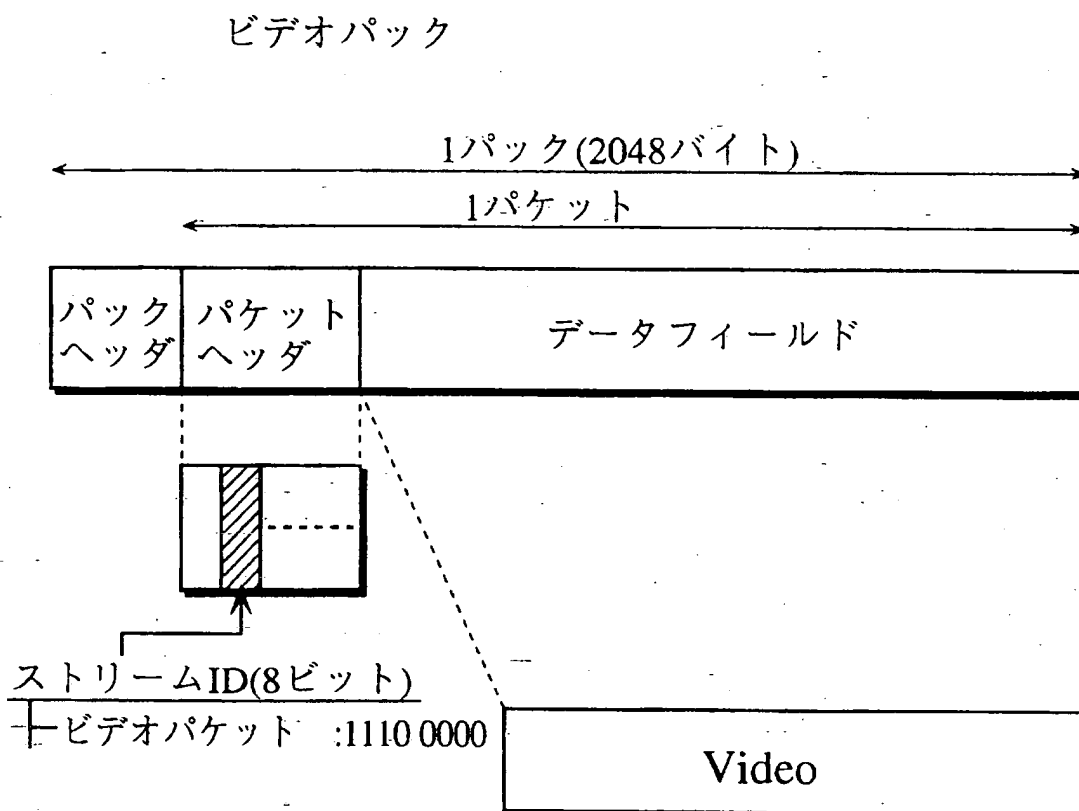 ビデオパック
1パック(2048バイト)
1パケット
パック
ヘッダ
パケット
ヘッダ
データフィールド
ストリームID(8ビット)
ビデオパケット :1110 0000
Video